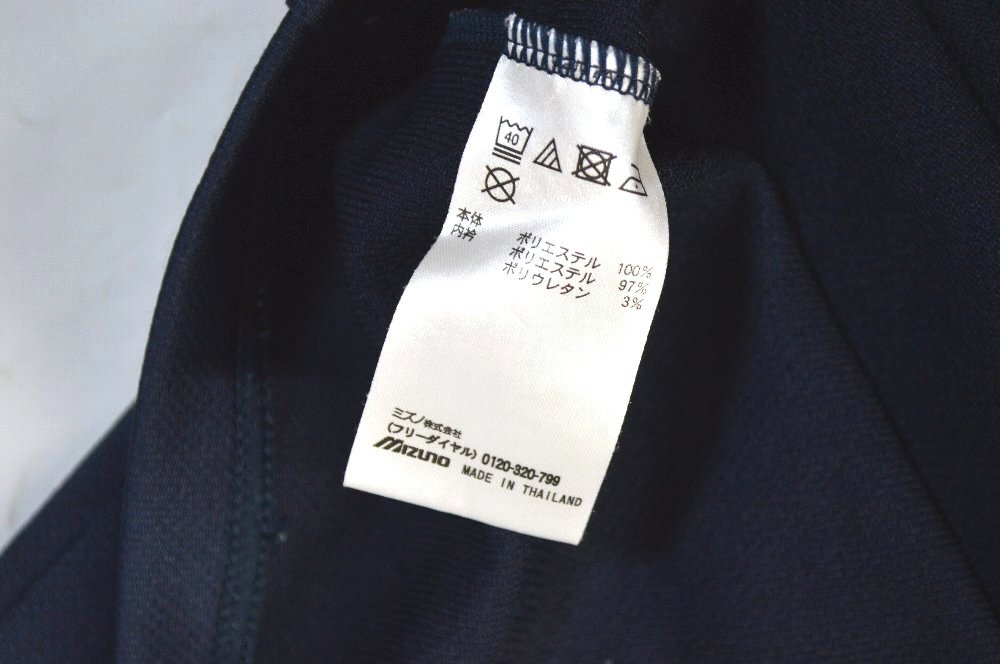 40
本体 ポリエステル 100%
内衿 ポリエステル 97%
ポリウレタン 3%
ミズノ株式会社
(フリーダイヤル) 0120-320-799
MIZUNO MADE IN THAILAND